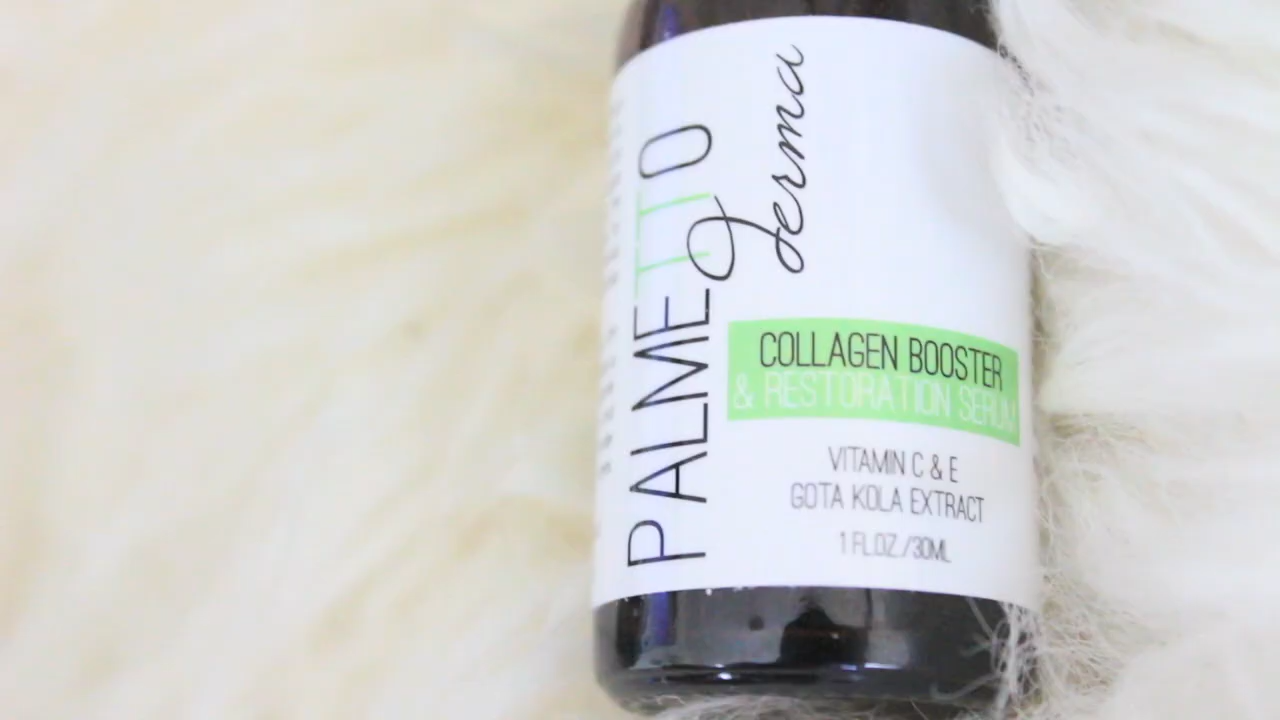 PALMETTO
derma
COLLAGEN BOOSTER
& RESTORATION SERUM
VITAMIN C & E
GOTA KOLA EXTRACT
1 FL.OZ./30ML